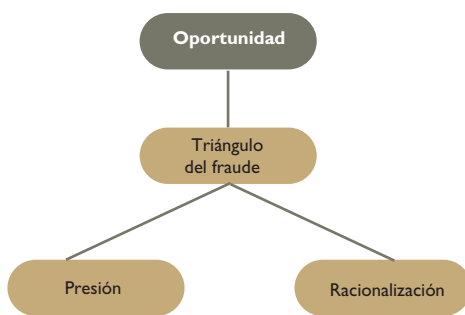 Oportunidad
Triángulo
del fraude
Presión
Racionalización